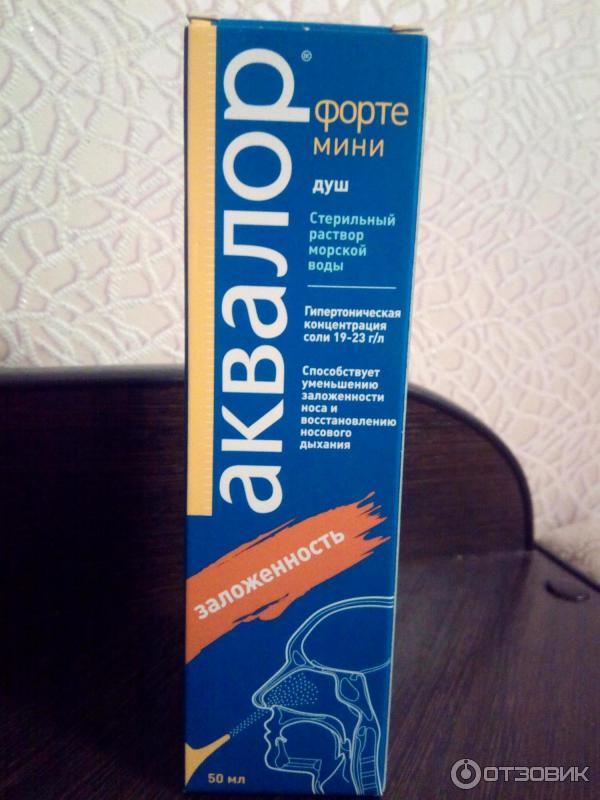 аквалор®
форте
мини
душ
Стерильный
раствор
морской
воды
Гипертоническая
концентрация
соли 19-23 г/л
Способствует
уменьшению
заложенности
носа и
восстановлению
носового
дыхания
заложенность
50 мл
ОТЗОВИК